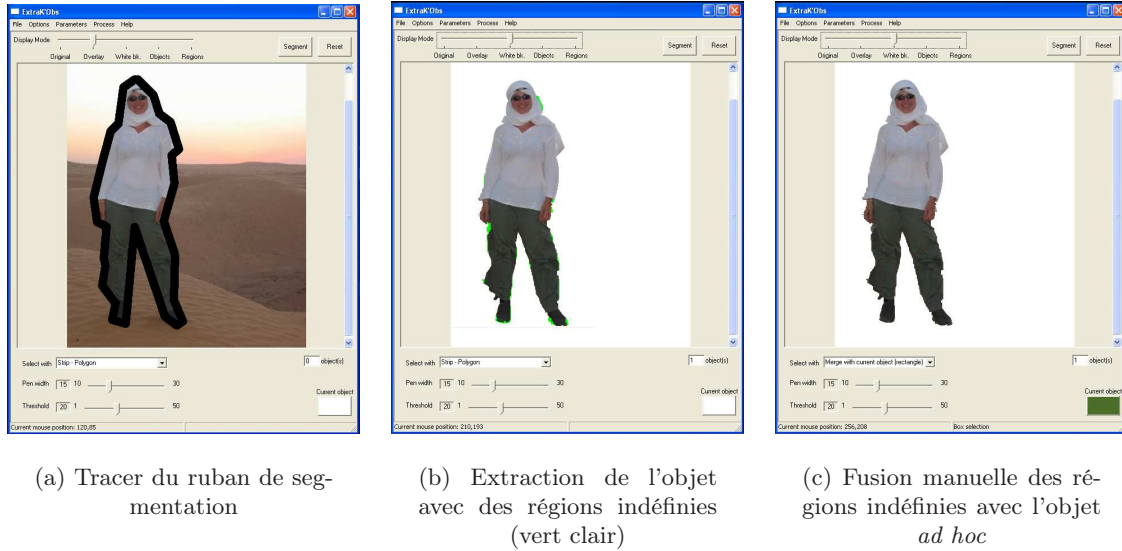 ExtraK'Obs
File Options Parameters Process Help
Display Mode
Original Overlay White bk. Objects Regions
Segment Reset
Select with Strip - Polygon 0 object(s)
Pen width 15 10 30
Current object
Threshold 20 1 50
Current mouse position: 120,85
(a) Tracer du ruban de seg-
mentation
ExtraK'Obs
File Options Parameters Process Help
Display Mode
Original Overlay White bk. Objects Regions
Segment Reset
Select with Strip - Polygon 1 object(s)
Pen width 15 10 30
Current object
Threshold 20 1 50
Current mouse position: 210,193
(b) Extraction de l'objet
avec des régions indéfinies
(vert clair)
ExtraK'Obs
File Options Parameters Process Help
Display Mode
Original Overlay White bk. Objects Regions
Segment Reset
Select with Merge with current object (rectangle) 1 object(s)
Pen width 15 10 30
Current object
Threshold 20 1 50
Current mouse position: 256,208 Box selection
(c) Fusion manuelle des ré-
gions indéfinies avec l'objet
ad hoc